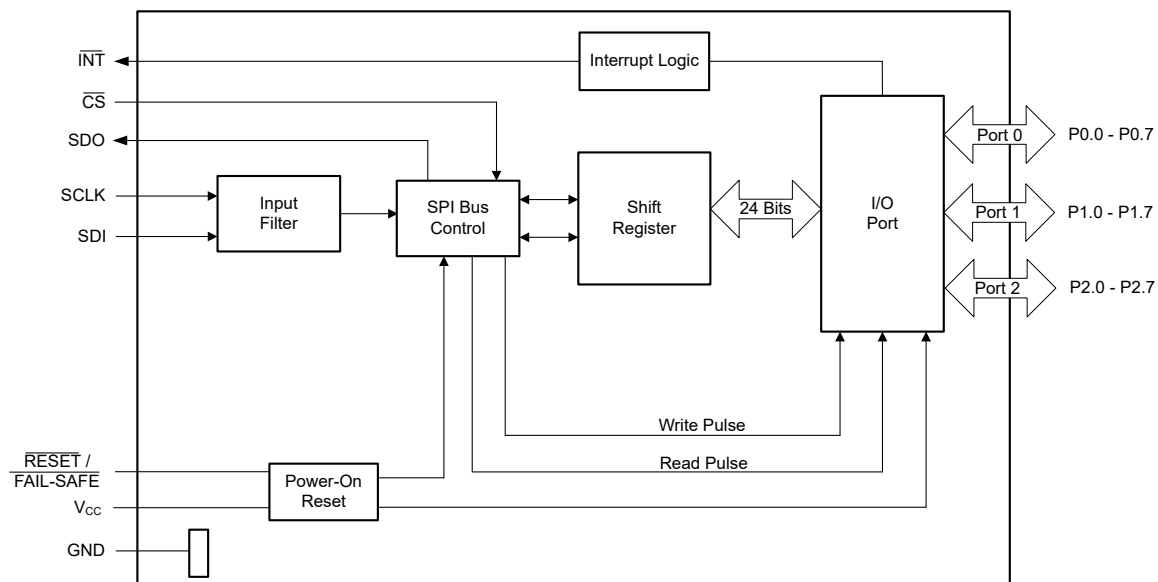 INT
Interrupt Logic
CS
SDO
Port 0
P0.0 - P0.7
SCLK
Input
Filter
SPI Bus
Control
Shift
Register
24 Bits
I/O
Port
Port 1
P1.0 - P1.7
SDI
Port 2
P2.0 - P2.7
Write Pulse
Read Pulse
RESET /
FAIL-SAFE
Power-On
Reset
VCC
GND